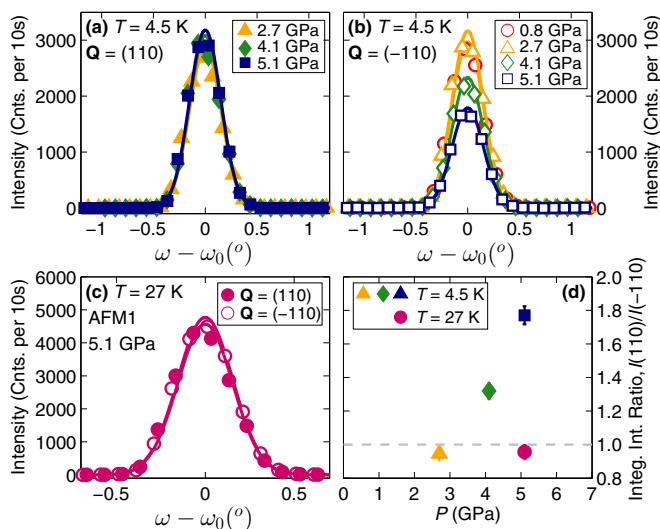 (a) T = 4.5 K
Q = (110)
2.7 GPa
4.1 GPa
5.1 GPa
Intensity (Cnts. per 10s)
3000
2000
1000
0
−1 −0.5 0 0.5 1
ω − ω0(o
(b) T = 4.5 K
Q = (−110)
0.8 GPa
2.7 GPa
4.1 GPa
5.1 GPa
Intensity (Cnts. per 10s)
3000
2000
1000
0
−1 −0.5 0 0.5 1
ω − ω0(o
(c) T = 27 K
AFM1
5.1 GPa
Q = (110)
Q = (−110)
Intensity (Cnts. per 10s)
6000
5000
4000
3000
2000
1000
0
−0.5 0 0.5
ω − ω0(o
(d)
T = 4.5 K
T = 27 K
Integ. Int. Ratio, I(110)/I(−110)
2.0
1.8
1.6
1.4
1.2
1.0
0.8
0 1 2 3 4 5 6 7
P (GPa)